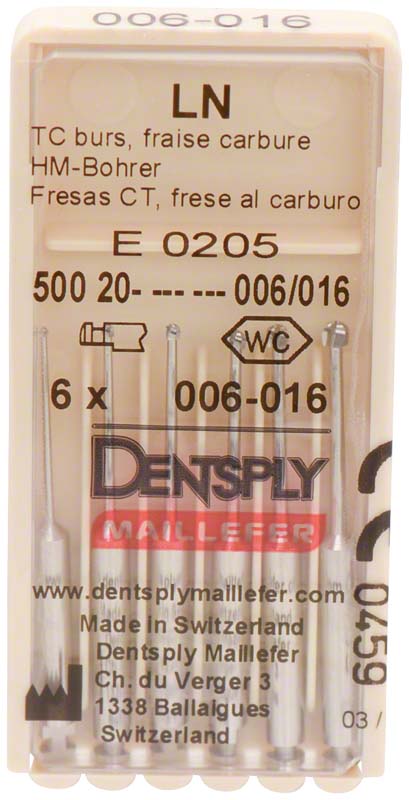 006-016
LN
TC burs, fraise carbure
HM-Bohrer
Fresas CT, frese al carburo
E 0205
500 20- --- --- 006/016
WC
6 x 006-016
DENTSPLY
MAILLEFER
www.dentsplymaillefer.com
Made in Switzerland
Dentsply Maillefer
Ch. du Verger 3
1338 Ballaigues
Switzerland
CE 0459
03 /